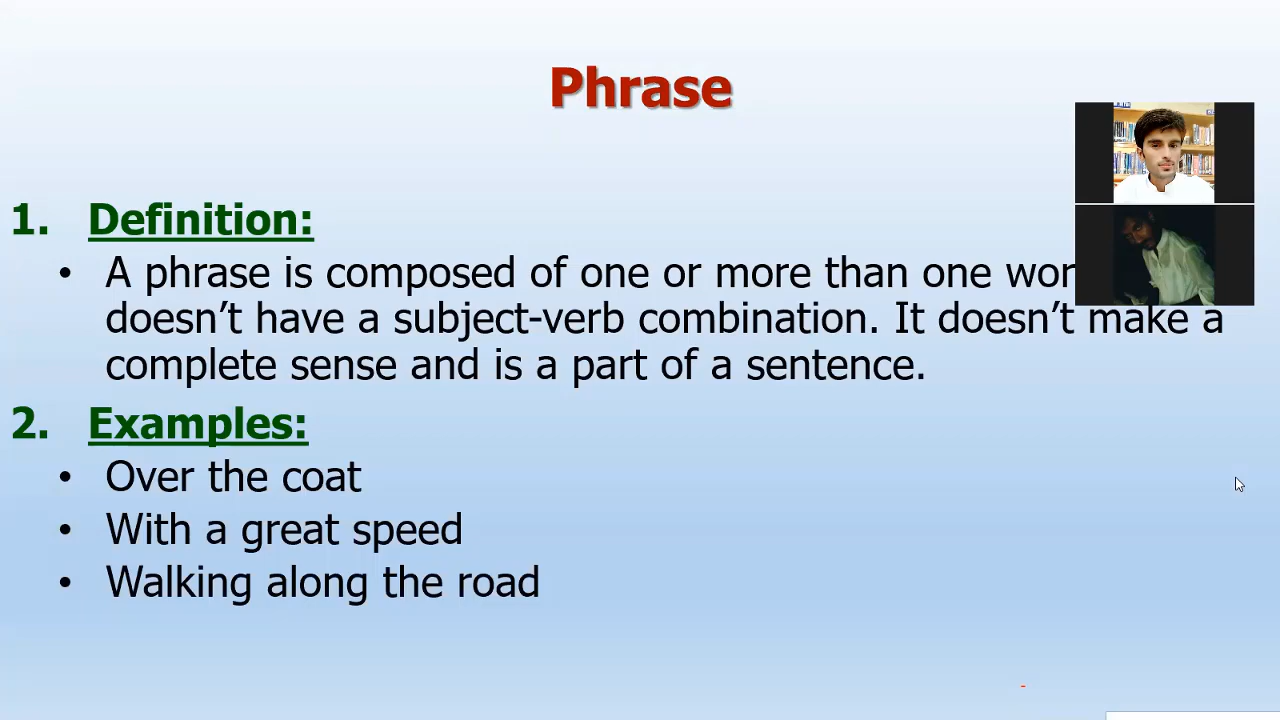 Phrase
1. Definition:
• A phrase is composed of one or more than one
doesn't have a subject-verb combination. It doesn't make a
complete sense and is a part of a sentence.
2. Examples:
• Over the coat
• With a great speed
• Walking along the road